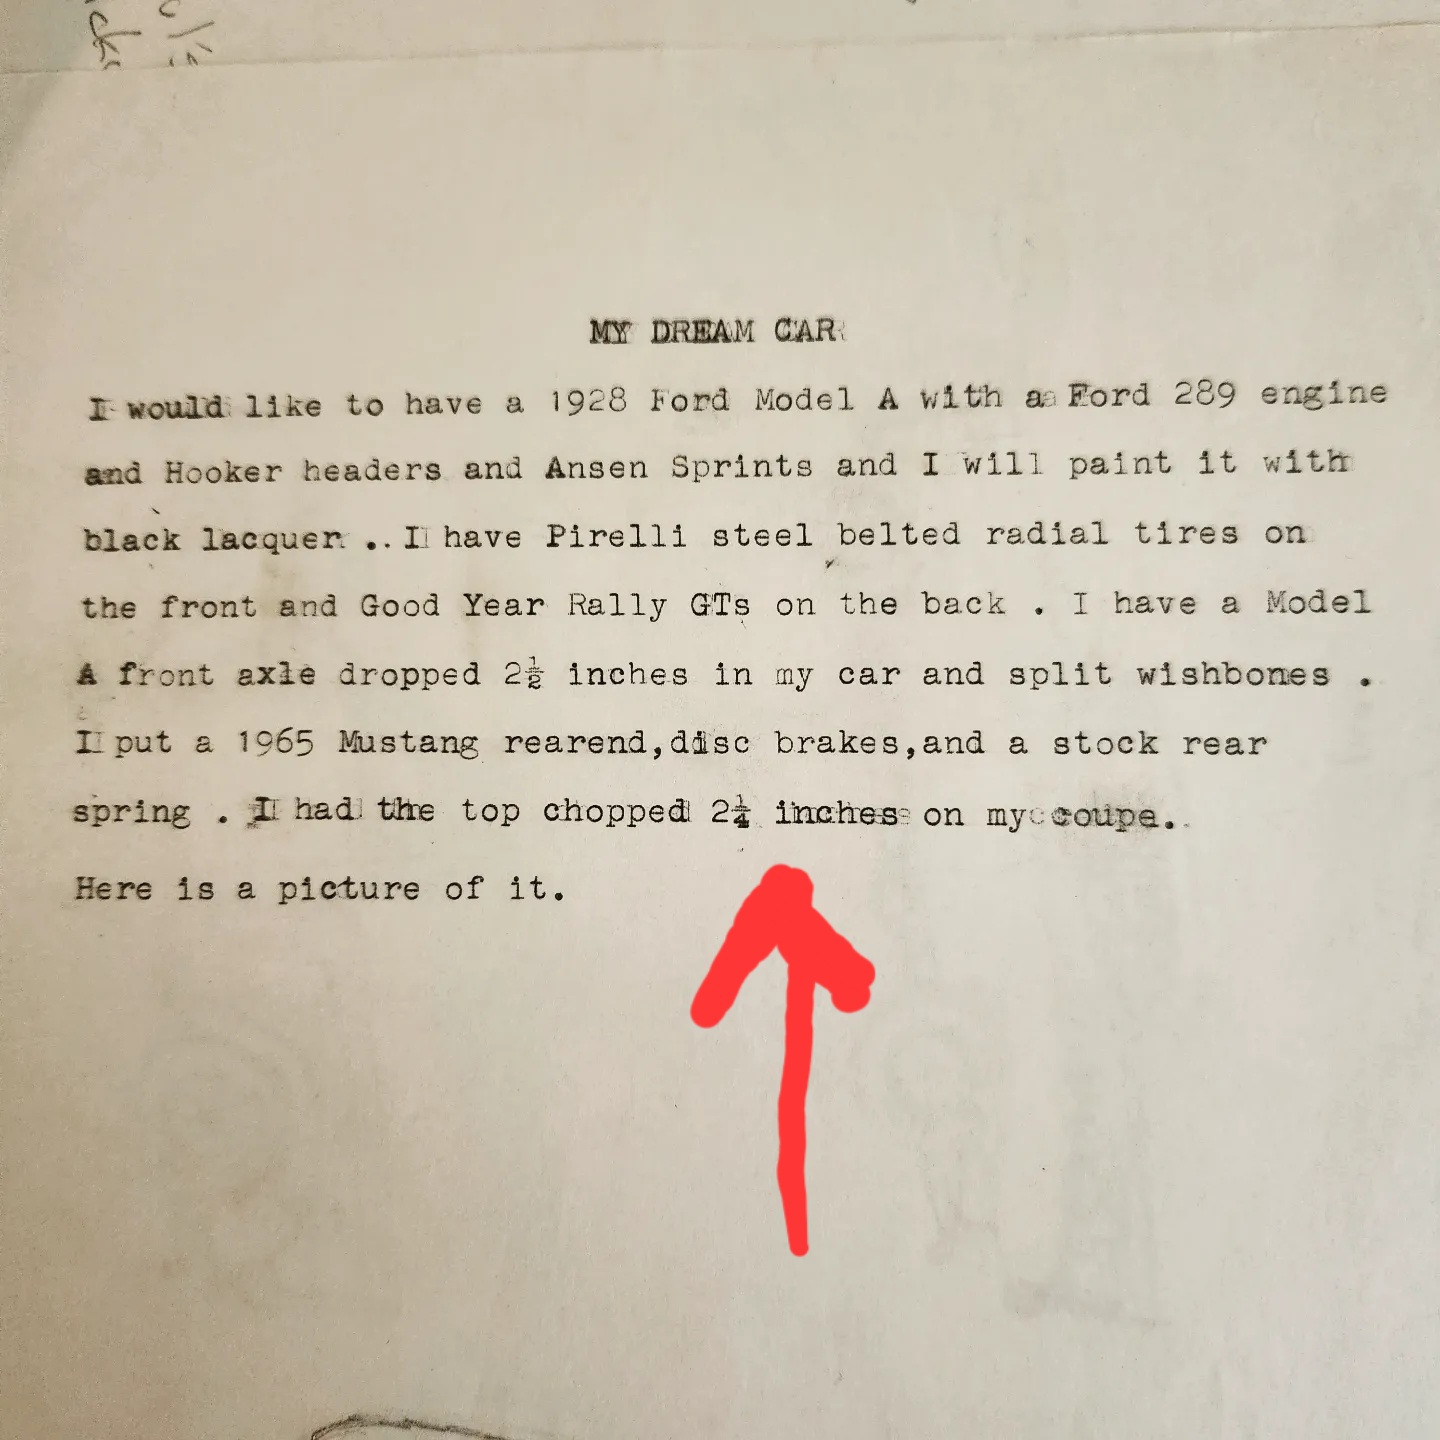 MY DREAM CAR
I would like to have a 1928 Ford Model A with a Ford 289 engine
and Hooker headers and Ansen Sprints and I will paint it with
black lacquer .. I have Pirelli steel belted radial tires on
the front and Good Year Rally GTs on the back . I have a Model
A front axle dropped 2½ inches in my car and split wishbones .
I put a 1965 Mustang rearend,disc brakes,and a stock rear
spring . I had the top chopped 2¼ inches on my coupe.
Here is a picture of it.